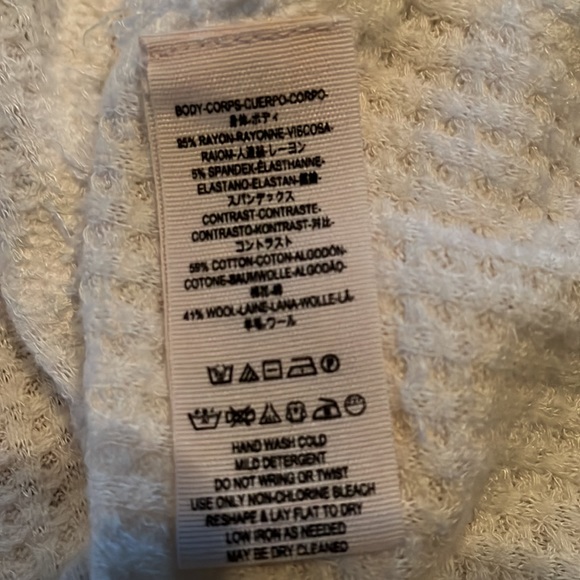 BODY-CORPS-CUERPO-CORPO-
身体-ボディ
95% RAYON-RAYONNE-VISCOSA-
RAIOM-人造絲-レーヨン
5% SPANDEX-ELASTHANNE-
ELASTANO-ELASTAN-
スパンデックス
CONTRAST-CONTRASTE-
CONTRASTO-KONTRAST-对比-
コントラスト
59% COTTON-COTON-ALGODÓN-
COTONE-BAUMWOLLE-ALGODÃO-
棉花-綿
41% WOOL-LAINE-LANA-WOLLE-LÃ-
羊毛-ウール
HAND WASH COLD
MILD DETERGENT
DO NOT WRING OR TWIST
USE ONLY NON-CHLORINE BLEACH
RESHAPE & LAY FLAT TO DRY
LOW IRON AS NEEDED
MAY BE DRY CLEANED